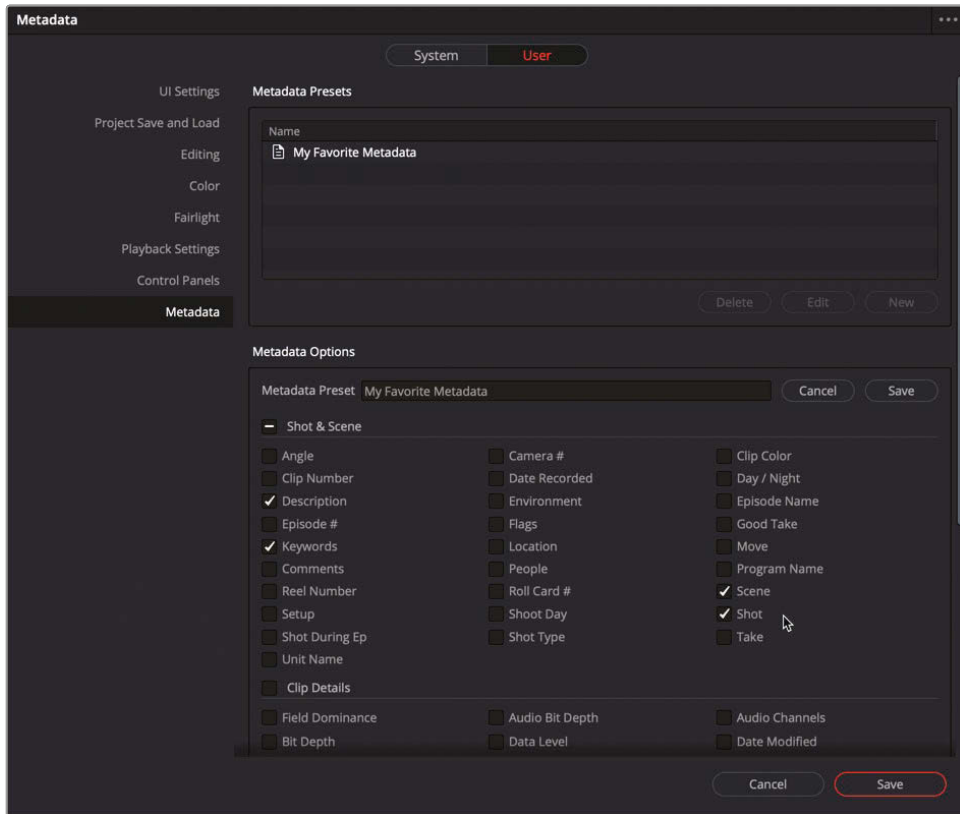 Metadata
System User
UI Settings
Project Save and Load
Editing
Color
Fairlight
Playback Settings
Control Panels
Metadata
Metadata Presets
Name
My Favorite Metadata
Delete Edit New
Metadata Options
Metadata Preset My Favorite Metadata Cancel Save
Shot & Scene
Angle Camera # Clip Color
Clip Number Date Recorded Day / Night
Description Environment Episode Name
Episode # Flags Good Take
Keywords Location Move
Comments People Program Name
Reel Number Roll Card # Scene
Setup Shoot Day Shot
Shot During Ep Shot Type Take
Unit Name
Clip Details
Field Dominance Audio Bit Depth Audio Channels
Bit Depth Data Level Date Modified
Cancel Save